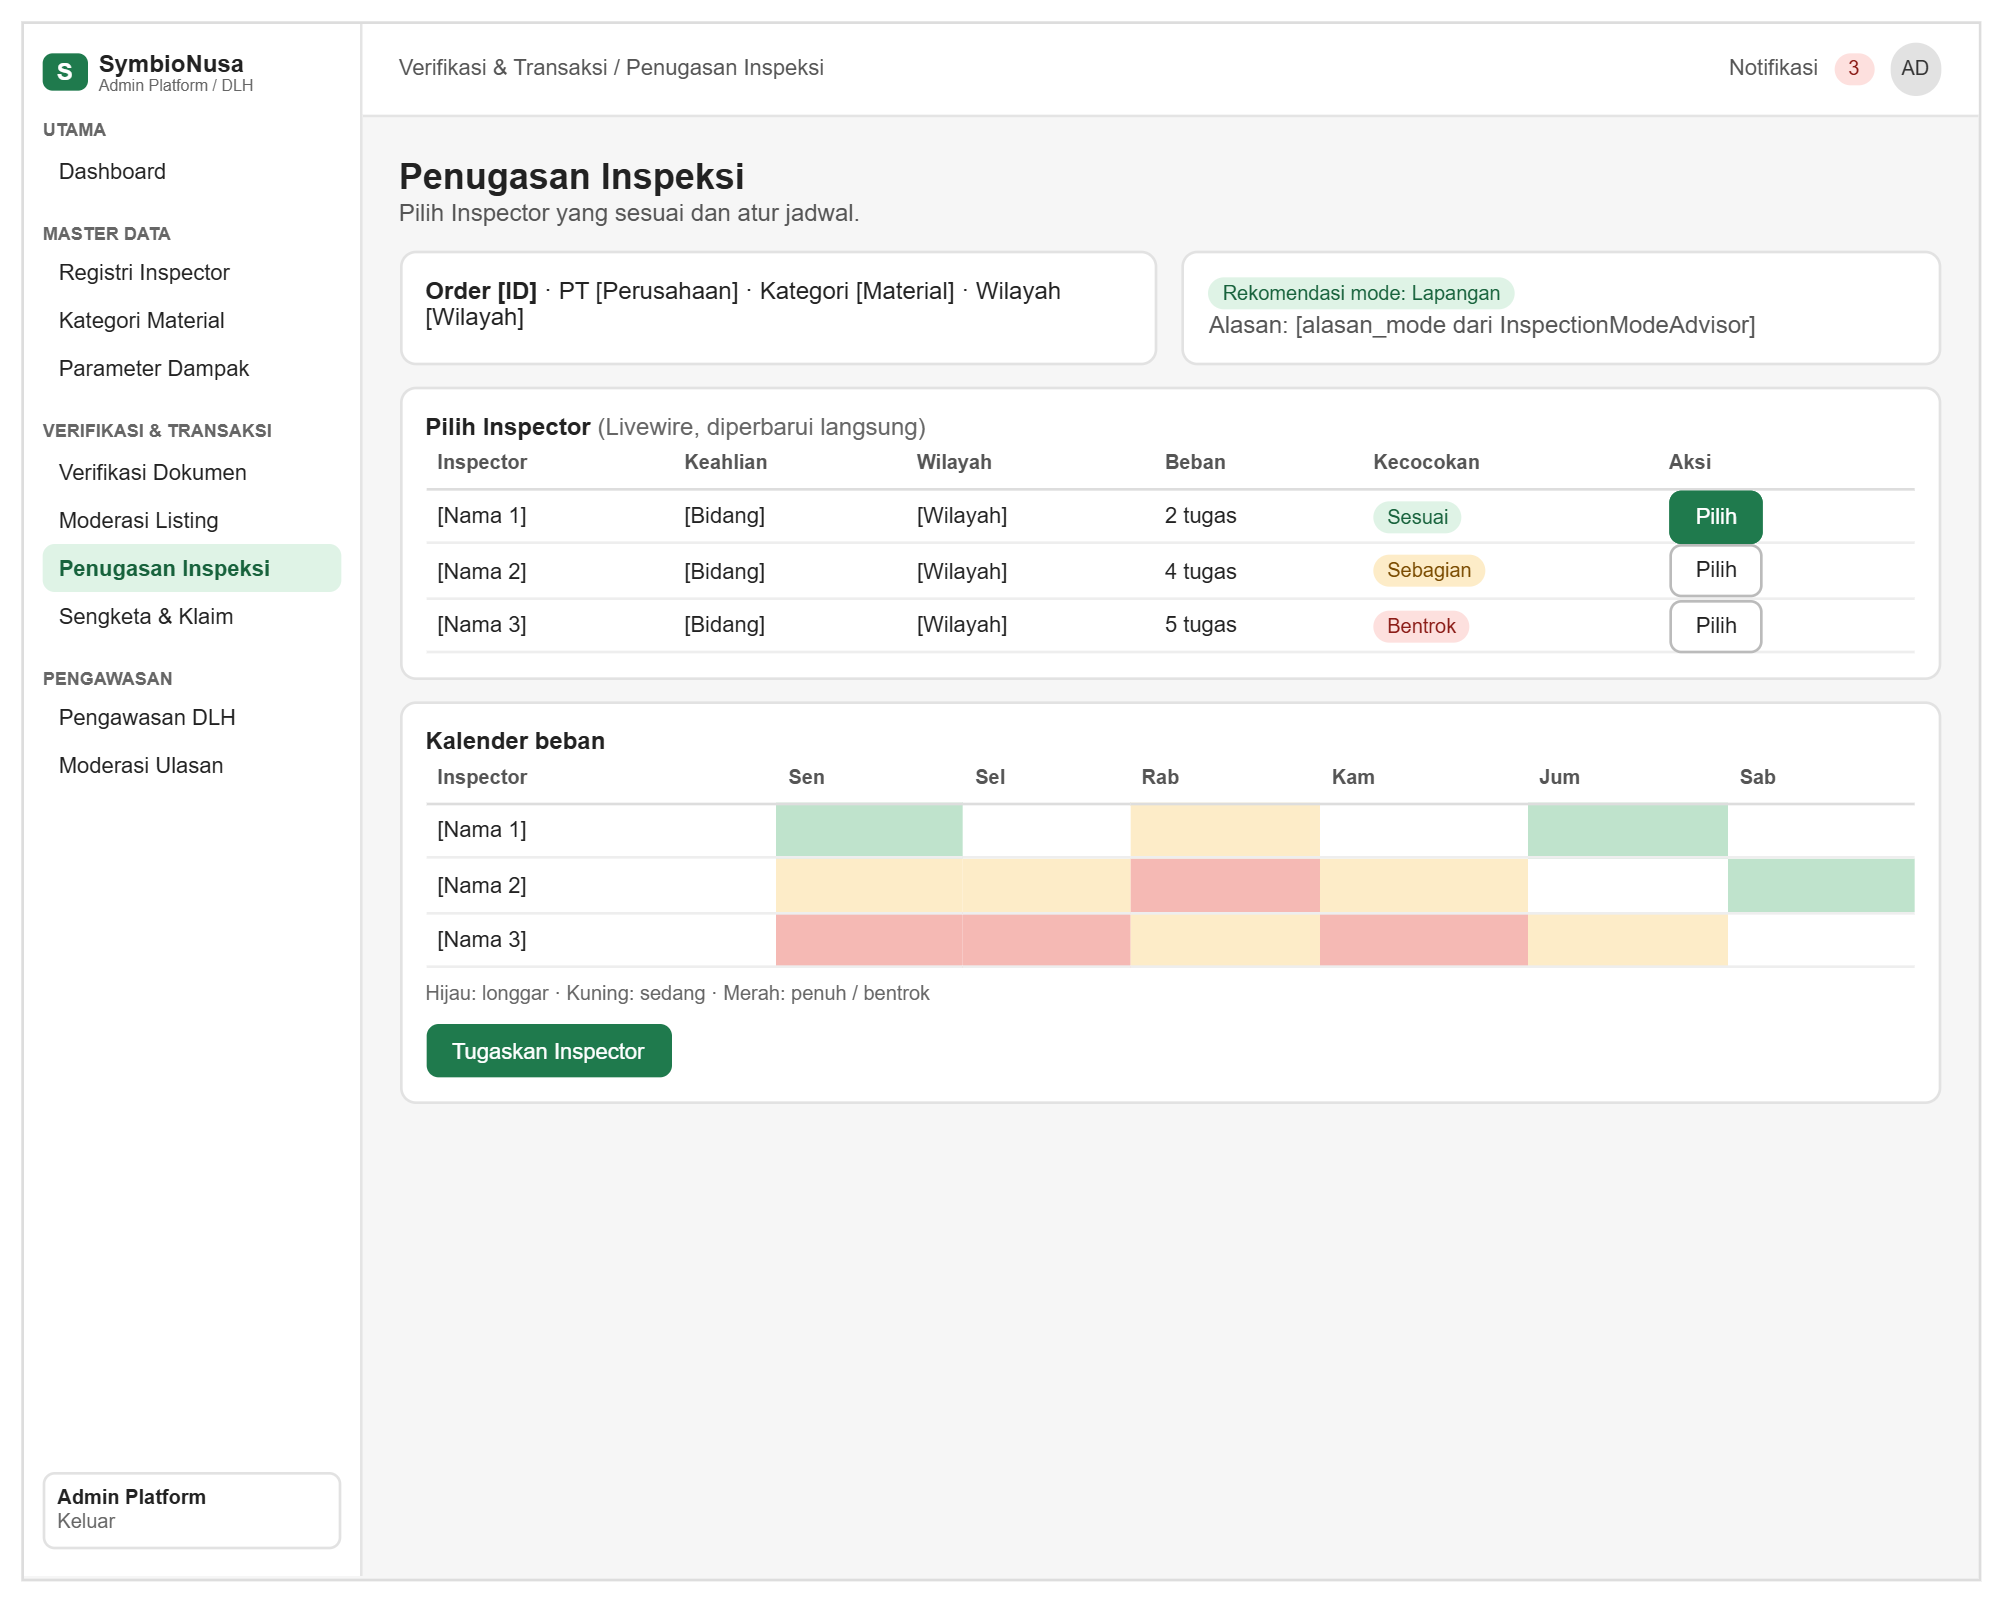 S
SymbioNusa
Admin Platform / DLH
UTAMA
Dashboard
MASTER DATA
Registri Inspector
Kategori Material
Parameter Dampak
VERIFIKASI & TRANSAKSI
Verifikasi Dokumen
Moderasi Listing
Penugasan Inspeksi
Sengketa & Klaim
PENGAWASAN
Pengawasan DLH
Moderasi Ulasan
Admin Platform
Keluar
Verifikasi & Transaksi / Penugasan Inspeksi
Notifikasi 3 AD
Penugasan Inspeksi
Pilih Inspector yang sesuai dan atur jadwal.
Order [ID] · PT [Perusahaan] · Kategori [Material] · Wilayah
[Wilayah]
Rekomendasi mode: Lapangan
Alasan: [alasan_mode dari InspectionModeAdvisor]
Pilih Inspector (Livewire, diperbarui langsung)
Inspector Keahlian Wilayah Beban Kecocokan Aksi
[Nama 1] [Bidang] [Wilayah] 2 tugas Sesuai Pilih
[Nama 2] [Bidang] [Wilayah] 4 tugas Sebagian Pilih
[Nama 3] [Bidang] [Wilayah] 5 tugas Bentrok Pilih
Kalender beban
Inspector Sen Sel Rab Kam Jum Sab
[Nama 1]
[Nama 2]
[Nama 3]
Hijau: longgar · Kuning: sedang · Merah: penuh / bentrok
Tugaskan Inspector